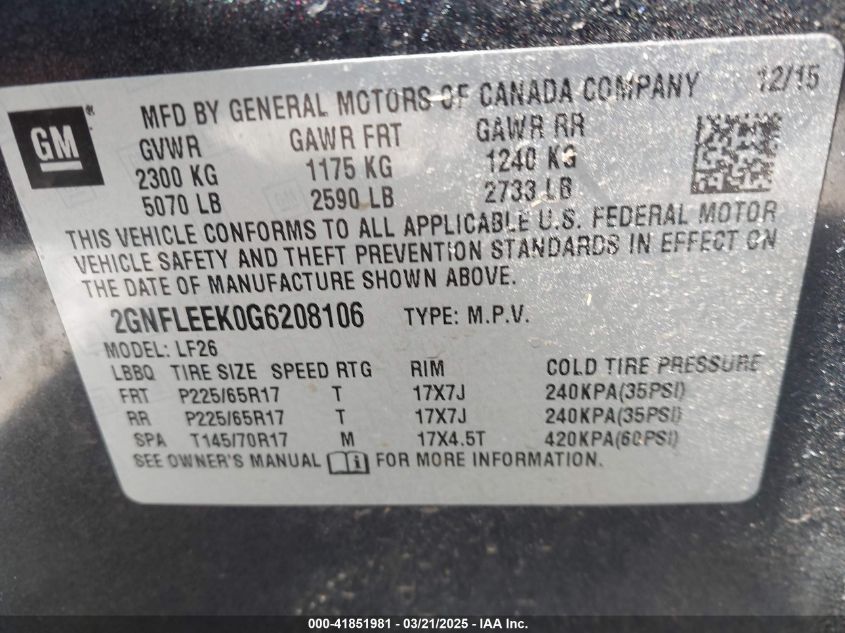 MFD BY GENERAL MOTORS OF CANADA COMPANY 12/15
GM ®
GVWR GAWR FRT GAWR RR
2300 KG 1175 KG 1240 KG
5070 LB 2590 LB 2733 LB
THIS VEHICLE CONFORMS TO ALL APPLICABLE U.S. FEDERAL MOTOR
VEHICLE SAFETY AND THEFT PREVENTION STANDARDS IN EFFECT ON
THE DATE OF MANUFACTURE SHOWN ABOVE.
2GNFLEEK0G6208106 TYPE: M.P.V.
MODEL: LF26
LBBQ TIRE SIZE SPEED RTG RIM COLD TIRE PRESSURE
FRT P225/65R17 T 17X7J 240KPA(35PSI)
RR P225/65R17 T 17X7J 240KPA(35PSI)
SPA T145/70R17 M 17X4.5T 420KPA(60PSI)
SEE OWNER'S MANUAL FOR MORE INFORMATION.
000-41851981 - 03/21/2025 - IAA Inc.